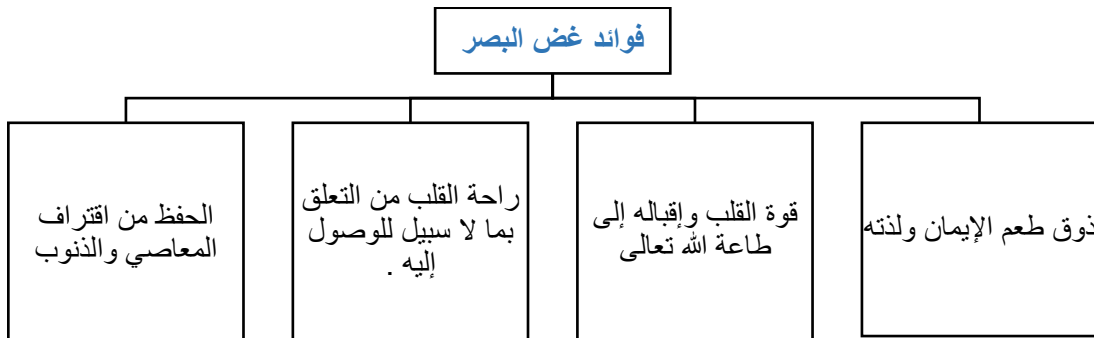 فوائد غض البصر
ذوق طعم الإيمان ولذته
قوة القلب وإقباله إلى
طاعة الله تعالى
راحة القلب من التعلق
بما لا سبيل للوصول
إليه .
الحفظ من اقتراف
المعاصي والذنوب